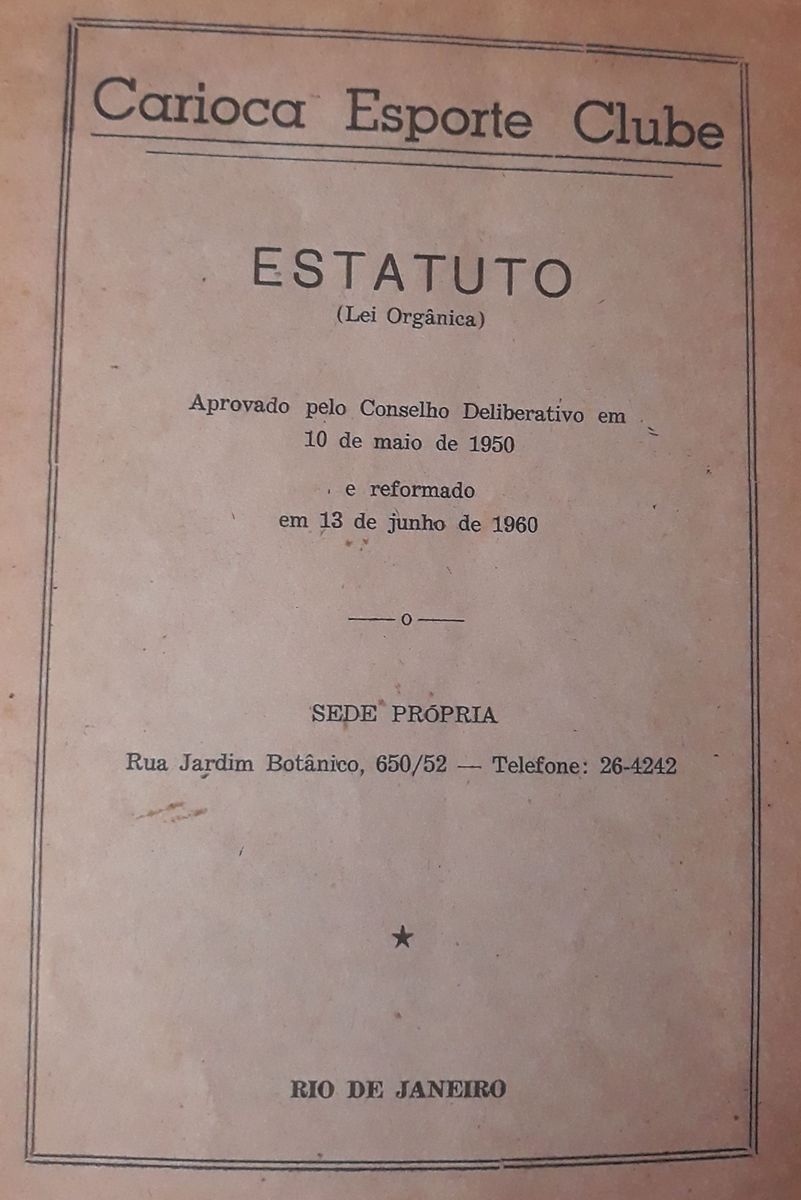 Carioca Esporte Clube
ESTATUTO
(Lei Orgânica)
Aprovado pelo Conselho Deliberativo em
10 de maio de 1950
e reformado
em 13 de junho de 1960
o
SEDE PRÓPRIA
Rua Jardim Botânico, 650/52 — Telefone: 26-4242
RIO DE JANEIRO